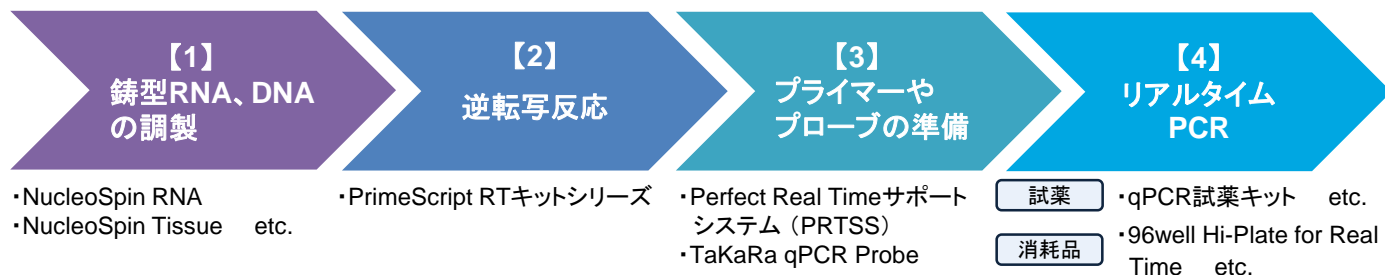 【1】
鋳型RNA、DNA
の調製
【2】
逆転写反応
【3】
プライマーや
プローブの準備
【4】
リアルタイム
PCR
・NucleoSpin RNA
・NucleoSpin Tissue　etc.
・PrimeScript RTキットシリーズ
・Perfect Real Timeサポート
システム（PRTSS）
・TaKaRa qPCR Probe
試薬
・qPCR試薬キット　etc.
消耗品
・96well Hi-Plate for Real
Time　etc.